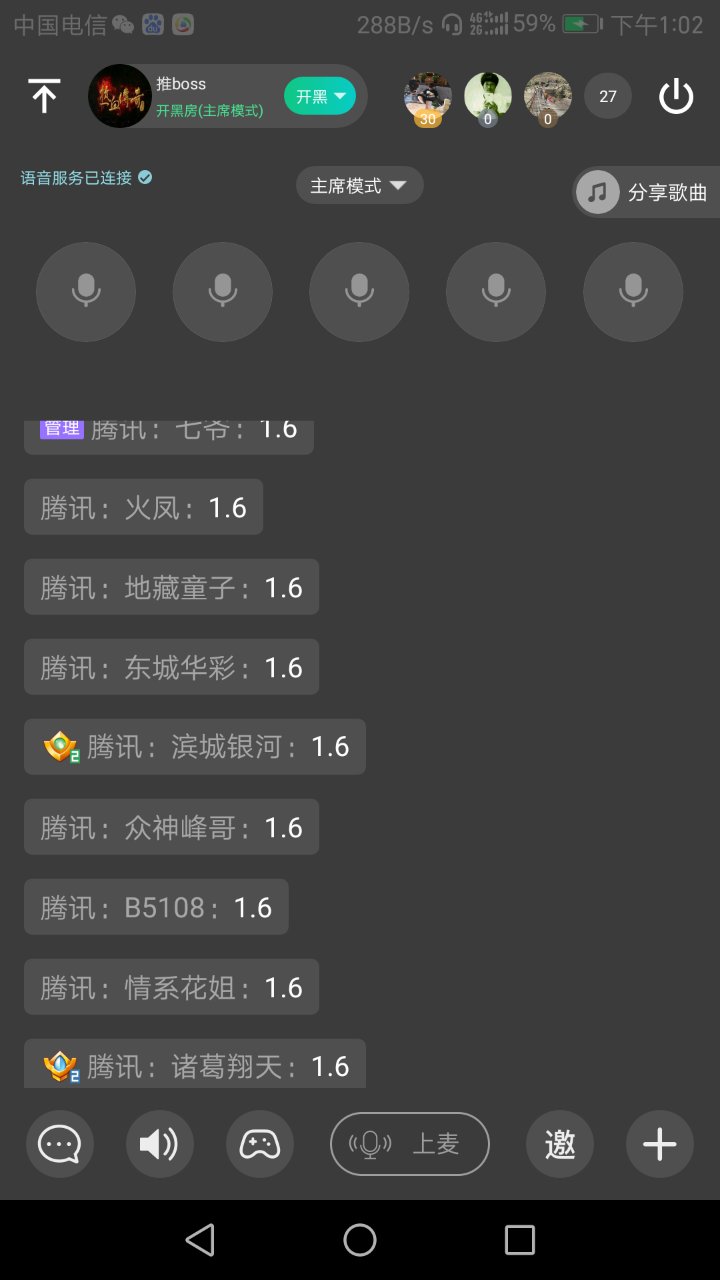 中国电信 288B/s 4G 2G 59% 下午1:02
推boss
开黑房(主席模式)
开黑
30 0 0 27
语音服务已连接
主席模式
分享歌曲
管理 腾讯：七爷：1.6
腾讯：火凤：1.6
腾讯：地藏童子：1.6
腾讯：东城华彩：1.6
2 腾讯：滨城银河：1.6
腾讯：众神峰哥：1.6
腾讯：B5108：1.6
腾讯：情系花姐：1.6
2 腾讯：诸葛翔天：1.6
上麦
邀